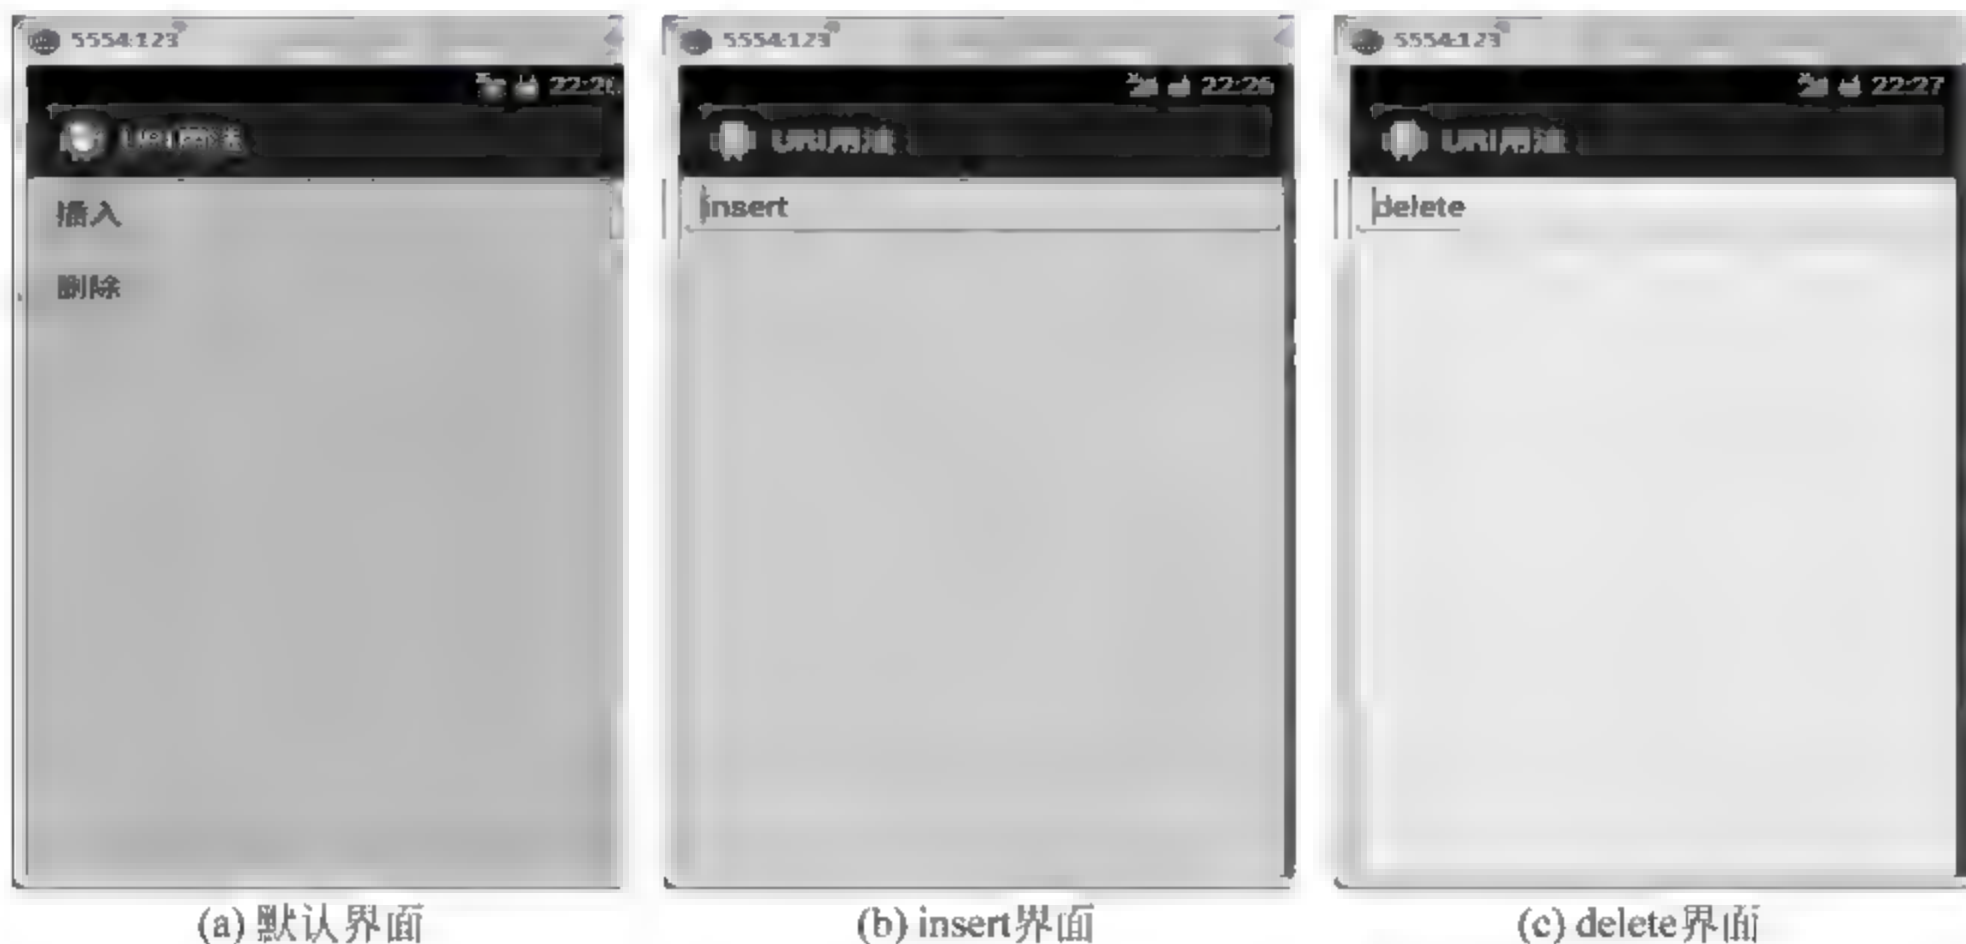 5554:123
22:26
URI用法
插入
删除
(a) 默认界面
5554:123
22:26
URI用法
insert
(b) insert界面
5554:123
22:27
URI用法
delete
(c) delete界面